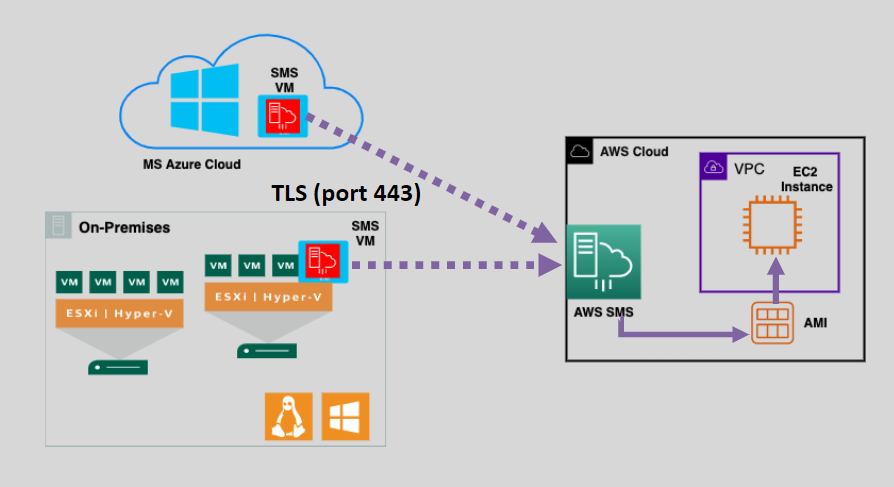 SMS
VM
MS Azure Cloud
TLS (port 443)
On-Premises
SMS
VM
VM VM VM VM
ESXi | Hyper-V
VM VM VM
ESXi | Hyper-V
AWS Cloud
VPC
EC2
Instance
AWS SMS
AMI